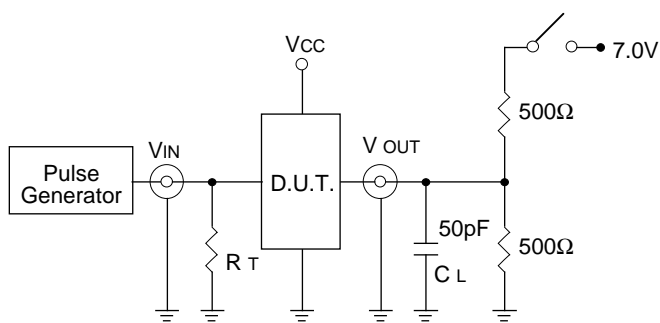 VCC
7.0V
500Ω
VIN
V OUT
Pulse
Generator
D.U.T.
50pF
500Ω
R T
C L